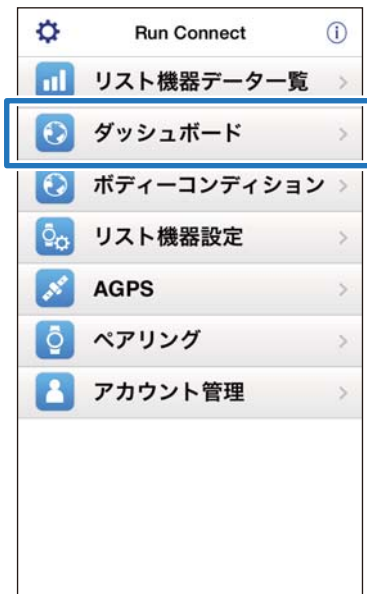 Run Connect
リスト機器データ一覧
ダッシュボード
ボディーコンディション
リスト機器設定
AGPS
ペアリング
アカウント管理